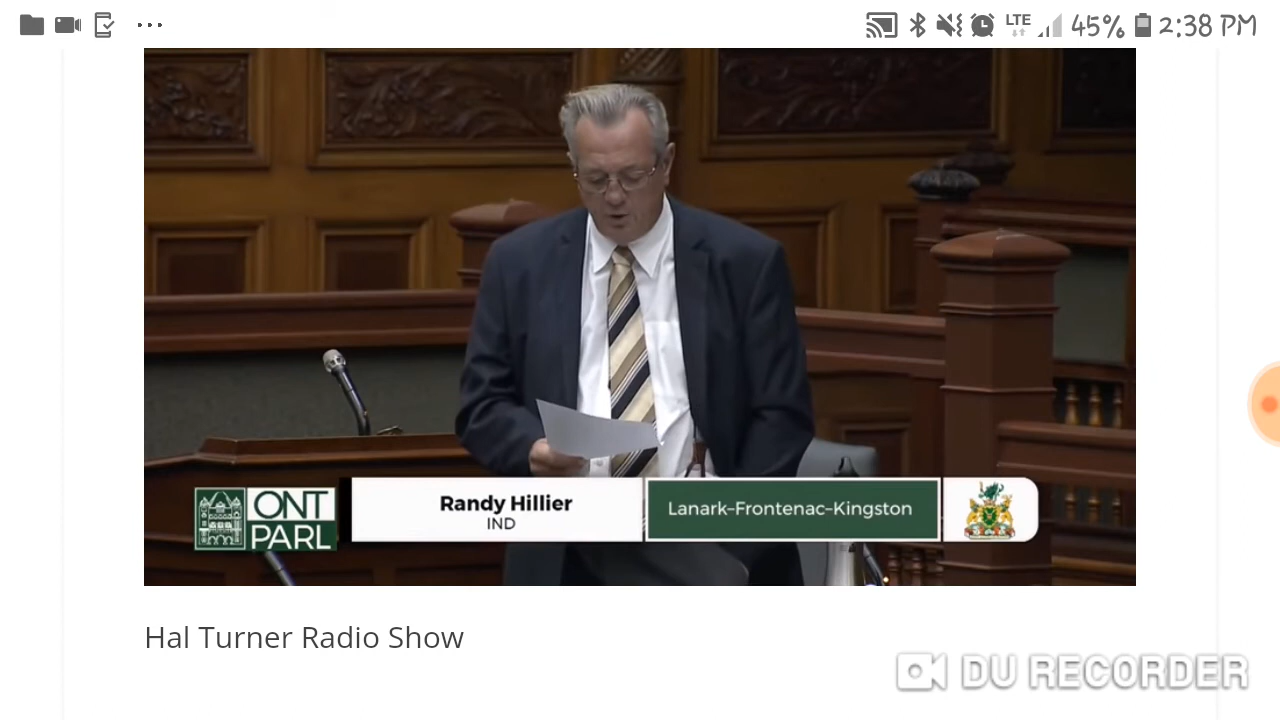 LTE 45% 2:38 PM
ONT
PARL
Randy Hillier
IND
Lanark–Frontenac–Kingston
Hal Turner Radio Show
DU RECORDER